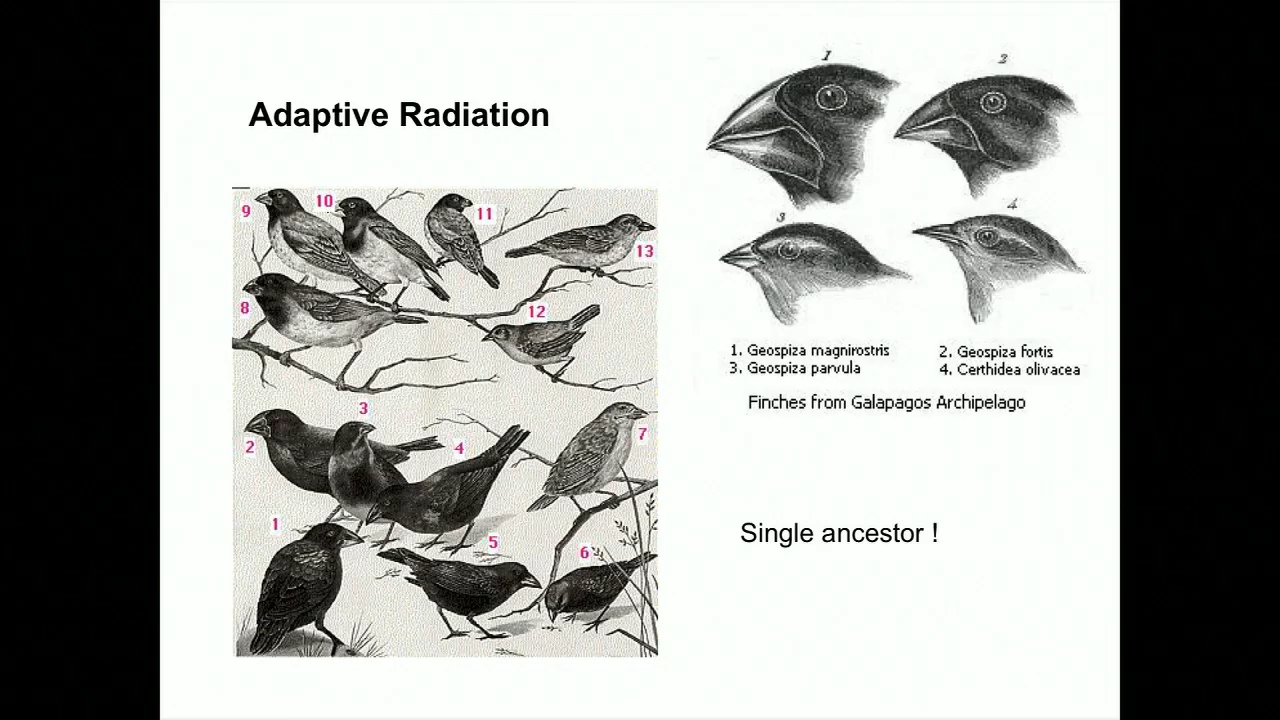 Adaptive Radiation
9
10
11
13
8
12
3
2
4
7
1
5
6
1
2
3
4
1. Geospiza magnirostris
2. Geospiza fortis
3. Geospiza parvula
4. Certhidea olivacea
Finches from Galapagos Archipelago
Single ancestor !